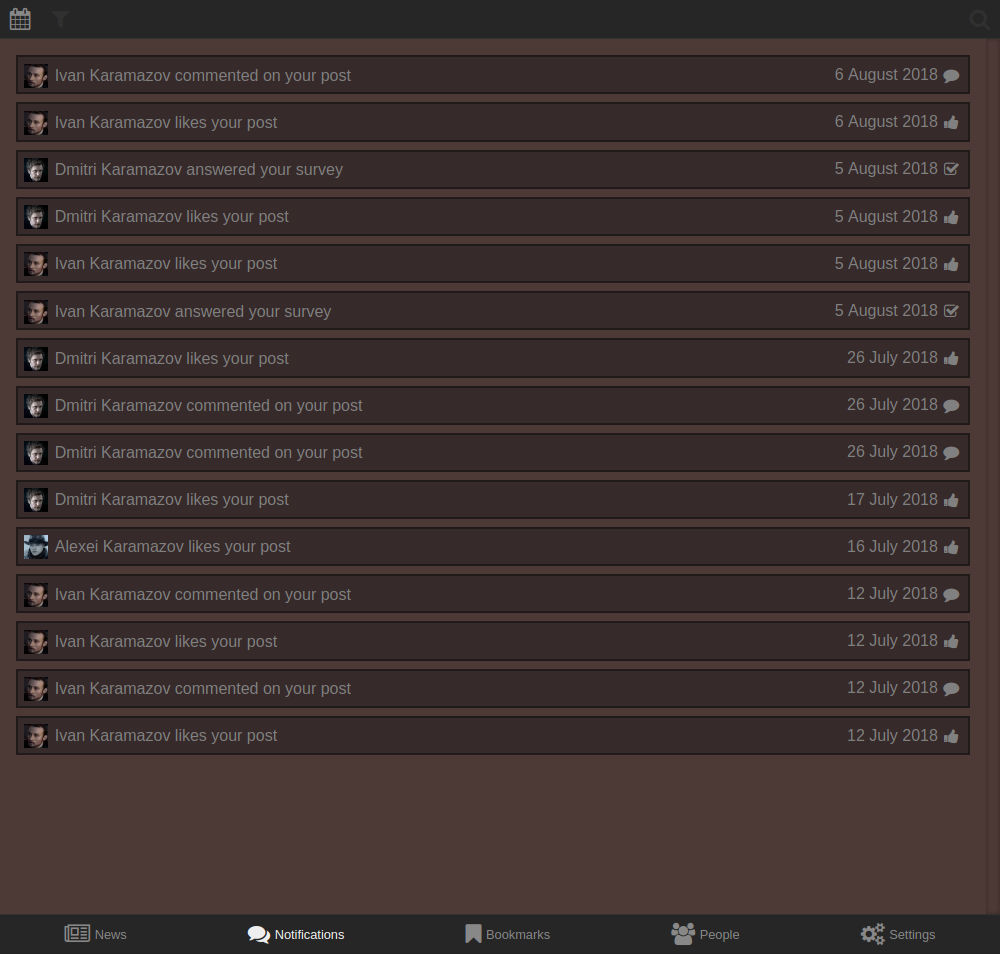 Ivan Karamazov commented on your post 6 August 2018
Ivan Karamazov likes your post 6 August 2018
Dmitri Karamazov answered your survey 5 August 2018
Dmitri Karamazov likes your post 5 August 2018
Ivan Karamazov likes your post 5 August 2018
Ivan Karamazov answered your survey 5 August 2018
Dmitri Karamazov likes your post 26 July 2018
Dmitri Karamazov commented on your post 26 July 2018
Dmitri Karamazov commented on your post 26 July 2018
Dmitri Karamazov likes your post 17 July 2018
Alexei Karamazov likes your post 16 July 2018
Ivan Karamazov commented on your post 12 July 2018
Ivan Karamazov likes your post 12 July 2018
Ivan Karamazov commented on your post 12 July 2018
Ivan Karamazov likes your post 12 July 2018
News Notifications Bookmarks People Settings